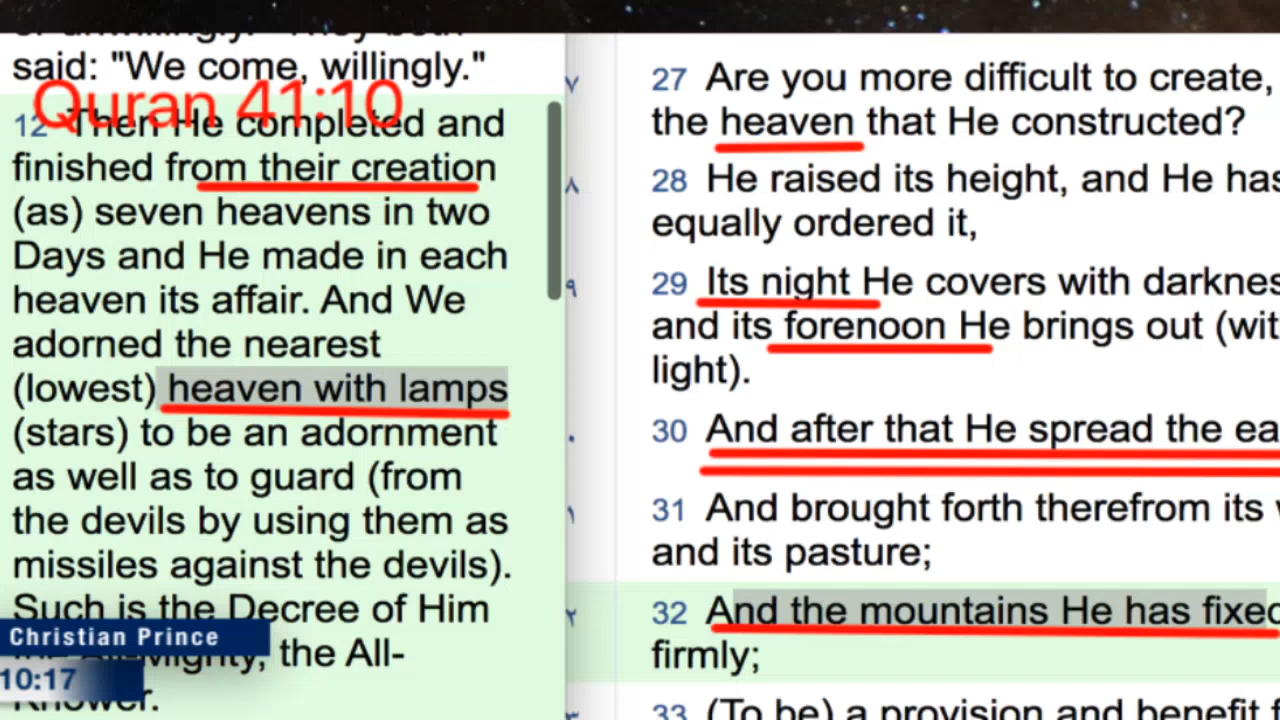 said: "We come, willingly."
Quran 41:10
12 Then He completed and
finished from their creation
(as) seven heavens in two
Days and He made in each
heaven its affair. And We
adorned the nearest
(lowest) heaven with lamps
(stars) to be an adornment
as well as to guard (from
the devils by using them as
missiles against the devils).
Such is the Decree of Him
the All-Mighty, the All-
Knower.
Christian Prince
10:17
٧
٨
٩
١
٢
27 Are you more difficult to create,
the heaven that He constructed?
28 He raised its height, and He has
equally ordered it,
29 Its night He covers with darknes
and its forenoon He brings out (wit
light).
30 And after that He spread the ea
31 And brought forth therefrom its
and its pasture;
32 And the mountains He has fixed
firmly;
33 (To be) a provision and benefit f